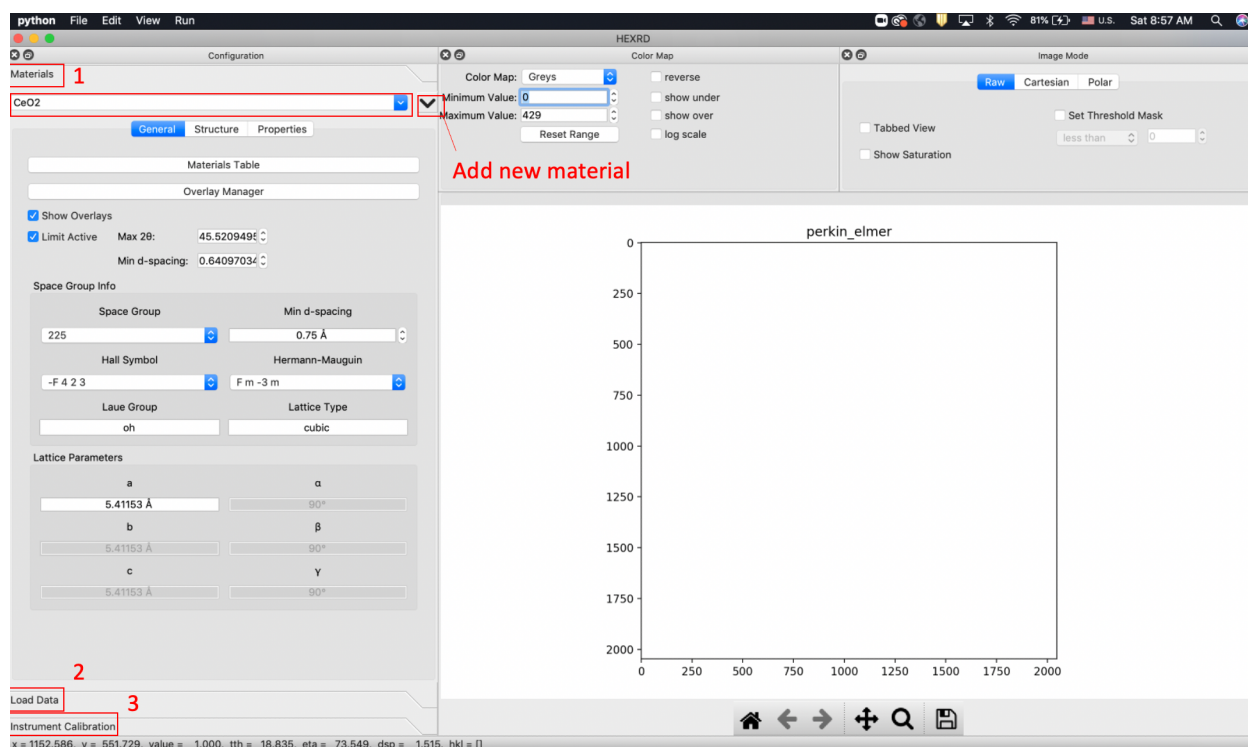 python File Edit View Run 81% U.S. Sat 8:57 AM
HEXRD
Configuration
Materials 1
CeO2
General Structure Properties
Materials Table
Overlay Manager
Show Overlays
Limit Active Max 2θ: 45.5209495
Min d-spacing: 0.64097034
Space Group Info
Space Group Min d-spacing
225 0.75 Å
Hall Symbol Hermann-Mauguin
-F 4 2 3 F m -3 m
Laue Group Lattice Type
oh cubic
Lattice Parameters
a α
5.41153 Å 90°
b β
5.41153 Å 90°
c γ
5.41153 Å 90°
2
Load Data
3
Instrument Calibration
x = 1152.586, y = 551.729, value = 1.000, tth = 18.835, eta = 73.549, dsp = 1.515, hkl = []
Color Map
Color Map: Greys reverse
Minimum Value: 0 show under
Maximum Value: 429 show over
Reset Range log scale
Add new material
Image Mode
Raw Cartesian Polar
Tabbed View Set Threshold Mask
less than 0
Show Saturation
perkin_elmer
0
250
500
750
1000
1250
1500
1750
2000
0 250 500 750 1000 1250 1500 1750 2000